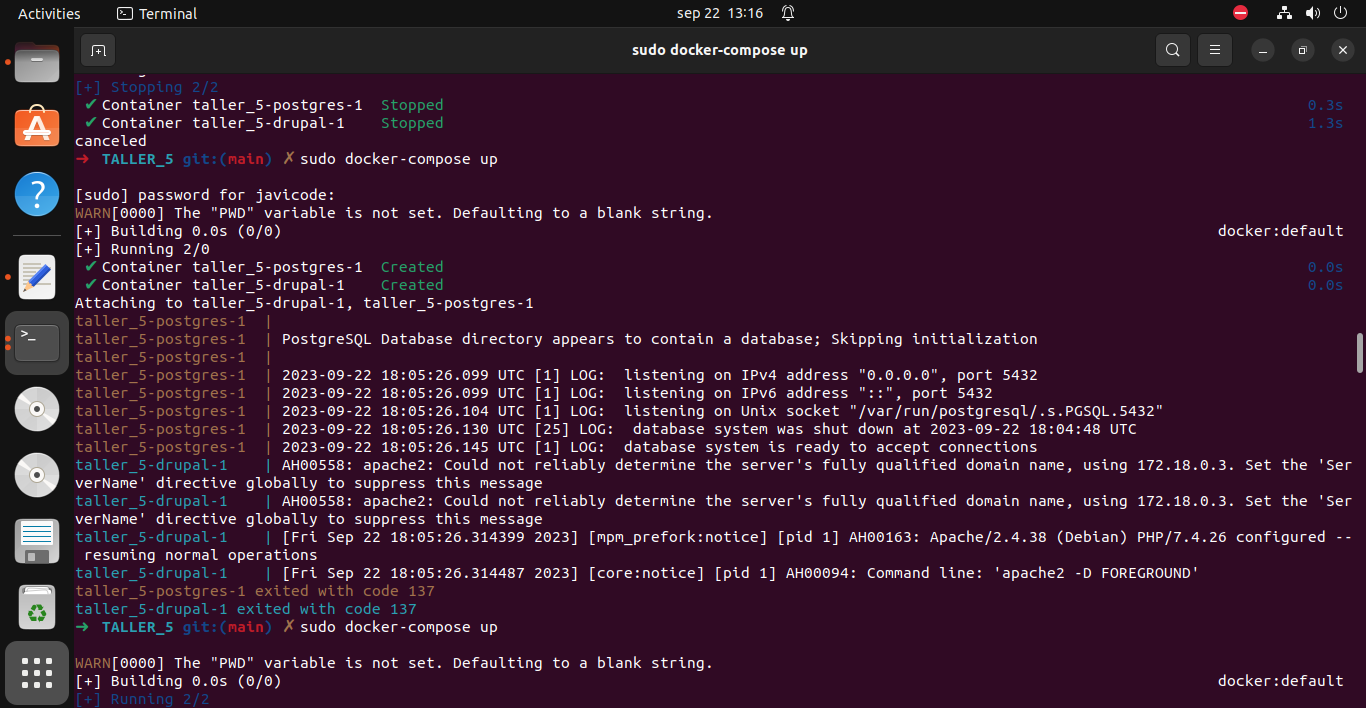 Activities
Terminal
sep 22 13:16
sudo docker-compose up
[+] Stopping 2/2
✔ Container taller_5-postgres-1 Stopped 0.3s
✔ Container taller_5-drupal-1 Stopped 1.3s
canceled
➜ TALLER_5 git:(main) ✗ sudo docker-compose up
[sudo] password for javicode:
WARN[0000] The "PWD" variable is not set. Defaulting to a blank string.
[+] Building 0.0s (0/0) docker:default
[+] Running 2/0
✔ Container taller_5-postgres-1 Created 0.0s
✔ Container taller_5-drupal-1 Created 0.0s
Attaching to taller_5-drupal-1, taller_5-postgres-1
taller_5-postgres-1 |
taller_5-postgres-1 | PostgreSQL Database directory appears to contain a database; Skipping initialization
taller_5-postgres-1 |
taller_5-postgres-1 | 2023-09-22 18:05:26.099 UTC [1] LOG: listening on IPv4 address "0.0.0.0", port 5432
taller_5-postgres-1 | 2023-09-22 18:05:26.099 UTC [1] LOG: listening on IPv6 address "::", port 5432
taller_5-postgres-1 | 2023-09-22 18:05:26.104 UTC [1] LOG: listening on Unix socket "/var/run/postgresql/.s.PGSQL.5432"
taller_5-postgres-1 | 2023-09-22 18:05:26.130 UTC [25] LOG: database system was shut down at 2023-09-22 18:04:48 UTC
taller_5-postgres-1 | 2023-09-22 18:05:26.145 UTC [1] LOG: database system is ready to accept connections
taller_5-drupal-1 | AH00558: apache2: Could not reliably determine the server's fully qualified domain name, using 172.18.0.3. Set the 'Ser
verName' directive globally to suppress this message
taller_5-drupal-1 | AH00558: apache2: Could not reliably determine the server's fully qualified domain name, using 172.18.0.3. Set the 'Ser
verName' directive globally to suppress this message
taller_5-drupal-1 | [Fri Sep 22 18:05:26.314399 2023] [mpm_prefork:notice] [pid 1] AH00163: Apache/2.4.38 (Debian) PHP/7.4.26 configured --
resuming normal operations
taller_5-drupal-1 | [Fri Sep 22 18:05:26.314487 2023] [core:notice] [pid 1] AH00094: Command line: 'apache2 -D FOREGROUND'
taller_5-postgres-1 exited with code 137
taller_5-drupal-1 exited with code 137
➜ TALLER_5 git:(main) ✗ sudo docker-compose up
WARN[0000] The "PWD" variable is not set. Defaulting to a blank string.
[+] Building 0.0s (0/0) docker:default
[+] Running 2/2